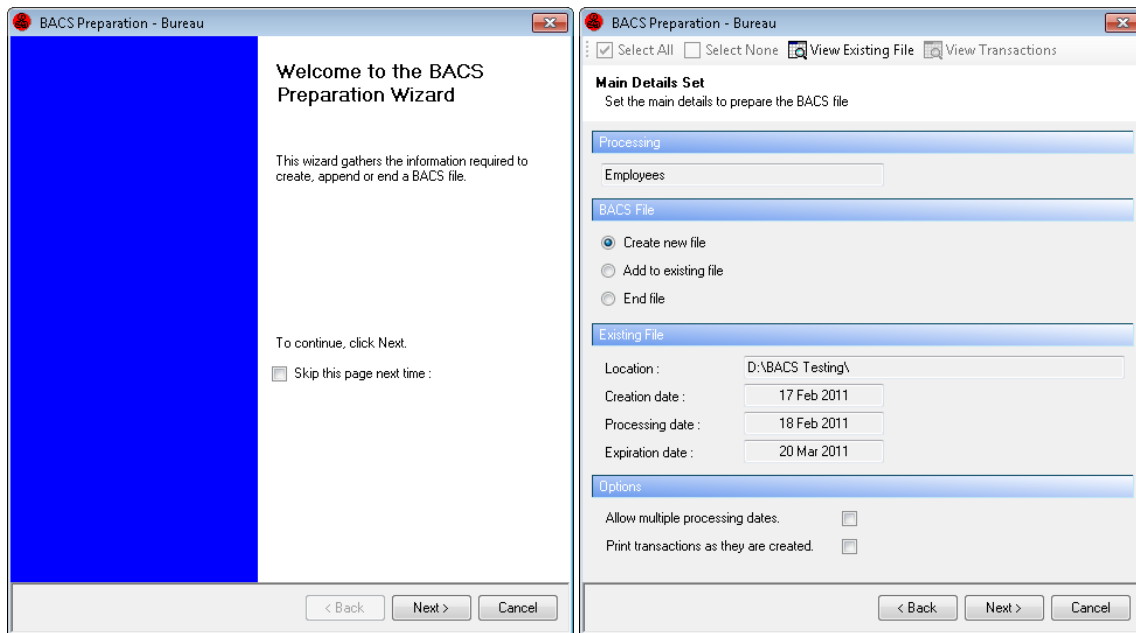 BACS Preparation - Bureau
Welcome to the BACS
Preparation Wizard
This wizard gathers the information required to
create, append or end a BACS file.
To continue, click Next.
Skip this page next time :
< Back Next > Cancel
BACS Preparation - Bureau
Select All Select None View Existing File View Transactions
Main Details Set
Set the main details to prepare the BACS file
Processing
Employees
BACS File
Create new file
Add to existing file
End file
Existing File
Location : D:\BACS Testing\
Creation date : 17 Feb 2011
Processing date : 18 Feb 2011
Expiration date : 20 Mar 2011
Options
Allow multiple processing dates.
Print transactions as they are created.
< Back Next > Cancel